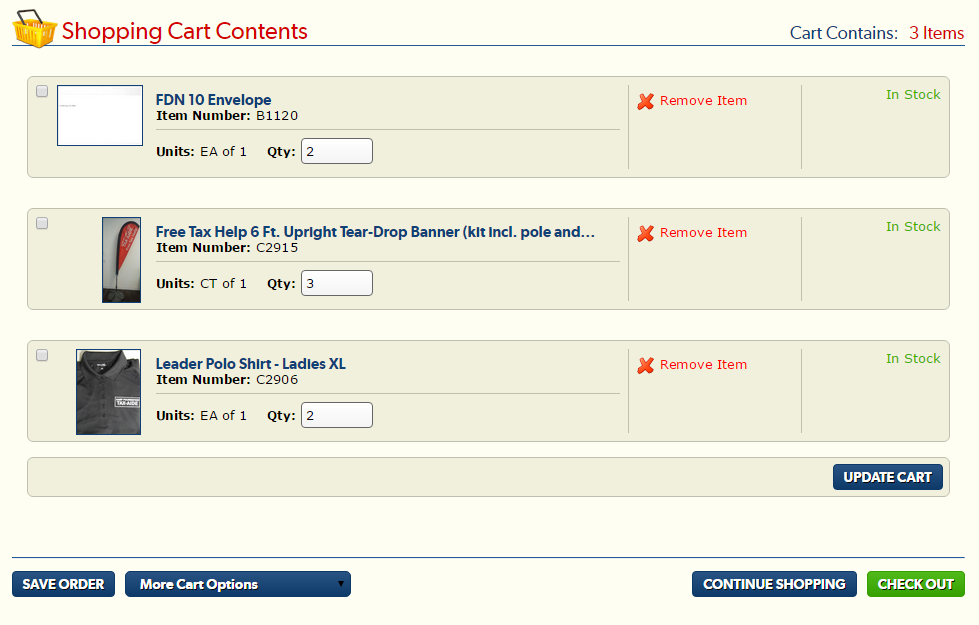 Shopping Cart Contents
Cart Contains: 3 Items
FDN 10 Envelope
Item Number: B1120
Units: EA of 1 Qty: 2
Remove Item
In Stock
Free Tax Help 6 Ft. Upright Tear-Drop Banner (kit incl. pole and...
Item Number: C2915
Units: CT of 1 Qty: 3
Remove Item
In Stock
Leader Polo Shirt - Ladies XL
Item Number: C2906
Units: EA of 1 Qty: 2
Remove Item
In Stock
TAX-AIDE
UPDATE CART
SAVE ORDER
More Cart Options
CONTINUE SHOPPING
CHECK OUT